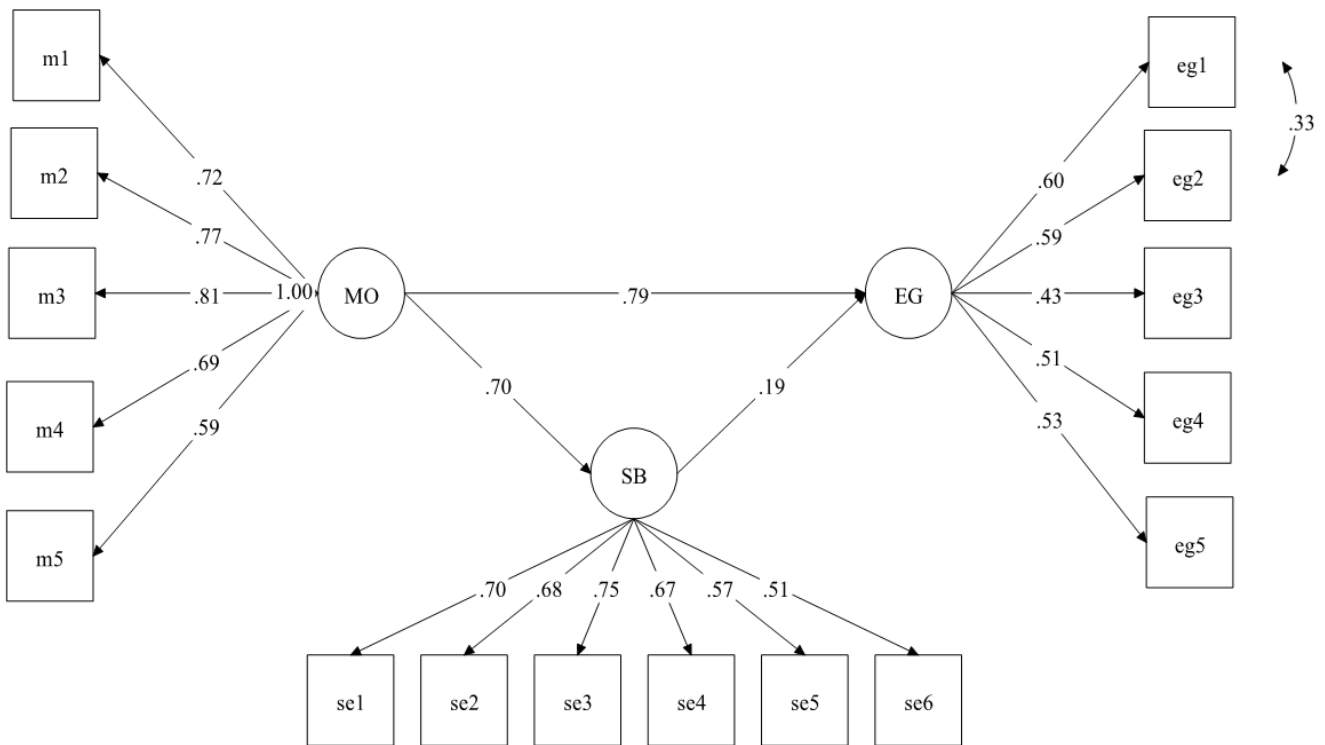 m1
m2
m3
m4
m5
.72
.77
.81
.69
.59
1.00
MO
.79
.70
.19
SB
EG
.60
.59
.43
.51
.53
eg1
eg2
eg3
eg4
eg5
.33
.70
.68
.75
.67
.57
.51
se1
se2
se3
se4
se5
se6